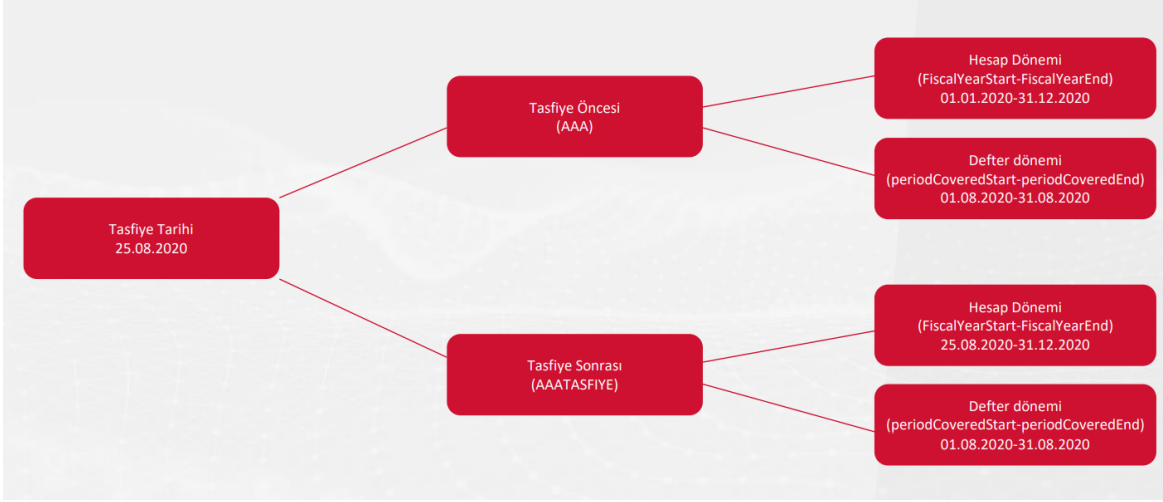 Tasfiye Tarihi
25.08.2020
Tasfiye Öncesi
(AAA)
Hesap Dönemi
(FiscalYearStart-FiscalYearEnd)
01.01.2020-31.12.2020
Defter dönemi
(periodCoveredStart-periodCoveredEnd)
01.08.2020-31.08.2020
Tasfiye Sonrası
(AAATASFIYE)
Hesap Dönemi
(FiscalYearStart-FiscalYearEnd)
25.08.2020-31.12.2020
Defter dönemi
(periodCoveredStart-periodCoveredEnd)
01.08.2020-31.08.2020